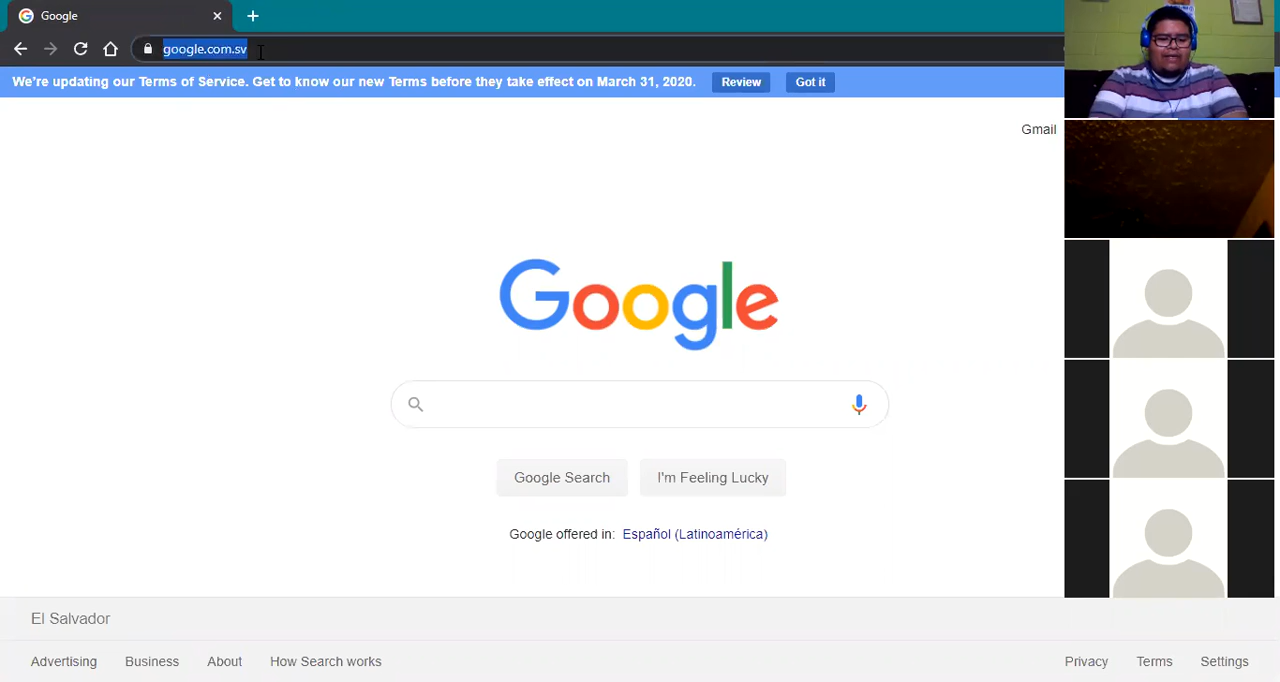 Google
google.com.sv
We're updating our Terms of Service. Get to know our new Terms before they take effect on March 31, 2020. Review Got it
Gmail
Google
Google Search I'm Feeling Lucky
Google offered in: Español (Latinoamérica)
El Salvador
Advertising Business About How Search works Privacy Terms Settings